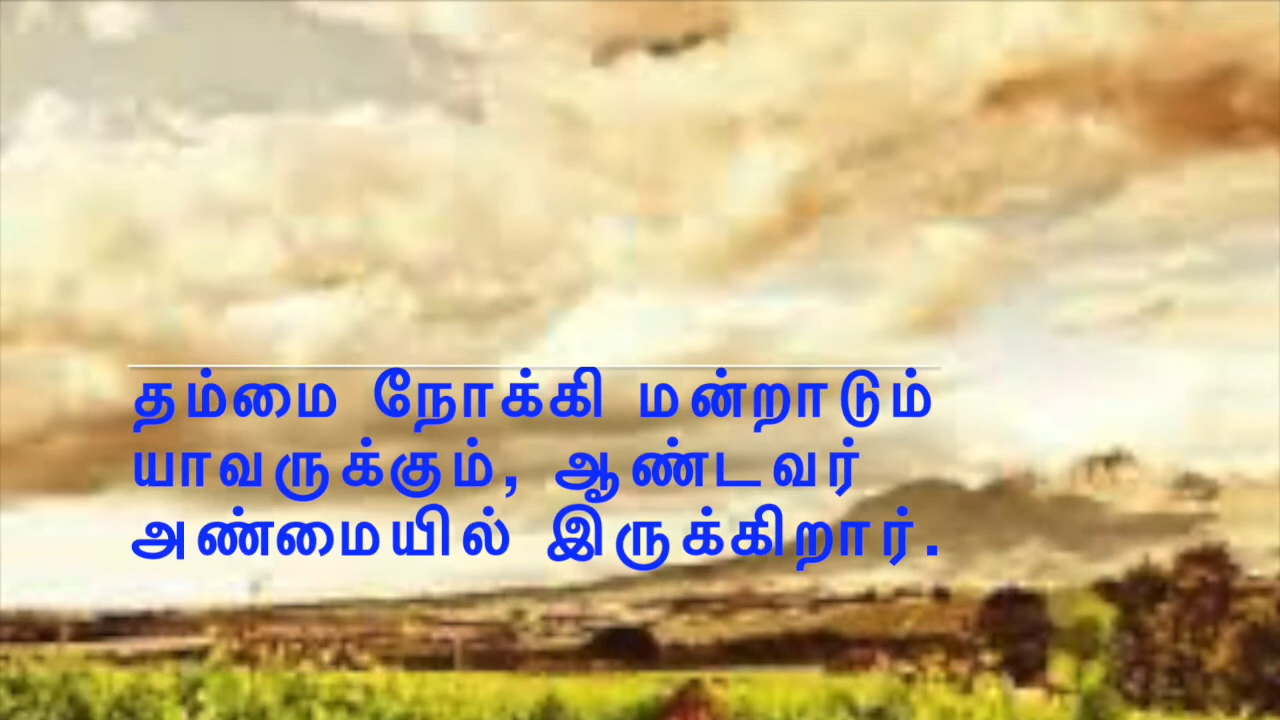 தம்மை நோக்கி மன்றாடும்
யாவருக்கும், ஆண்டவர்
அண்மையில் இருக்கிறார்.